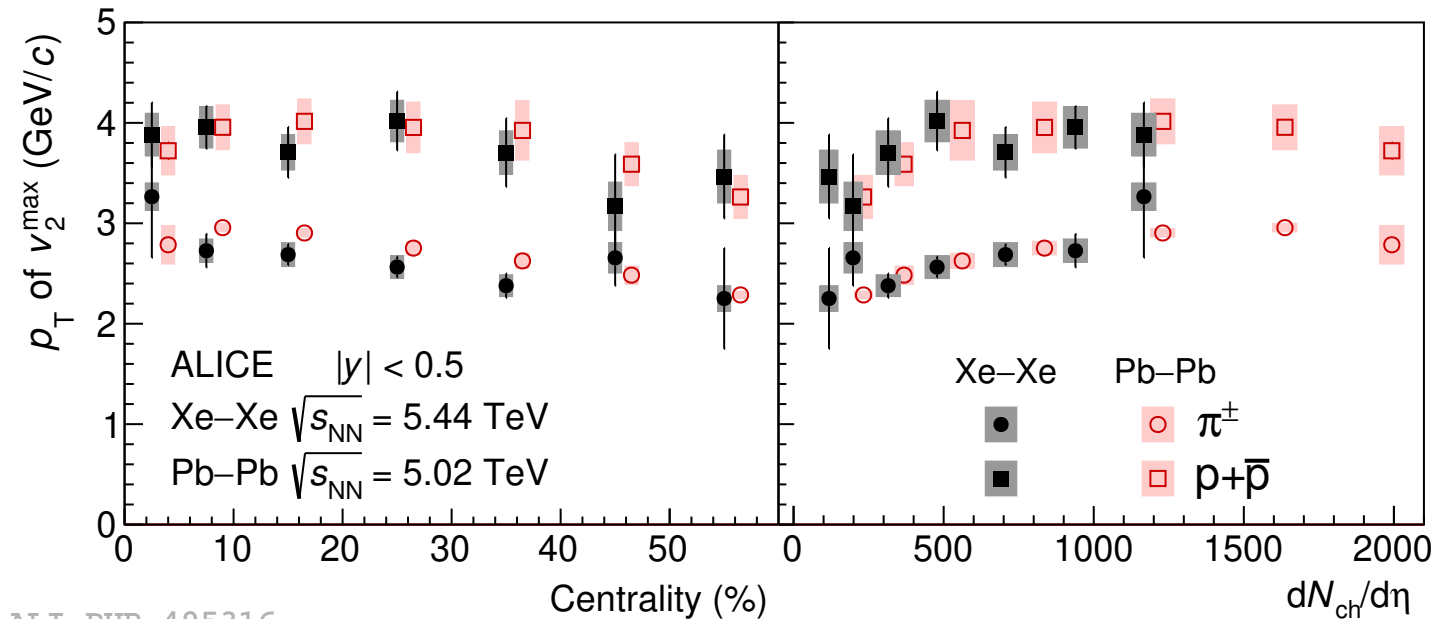 p_T of v_2^max (GeV/c)
5
4
3
2
1
0
ALICE |y| < 0.5
Xe–Xe √s_NN = 5.44 TeV
Pb–Pb √s_NN = 5.02 TeV
Xe–Xe Pb–Pb
π±
p+p̅
0 10 20 30 40 50
0 500 1000 1500 2000
Centrality (%)
dN_ch/dη